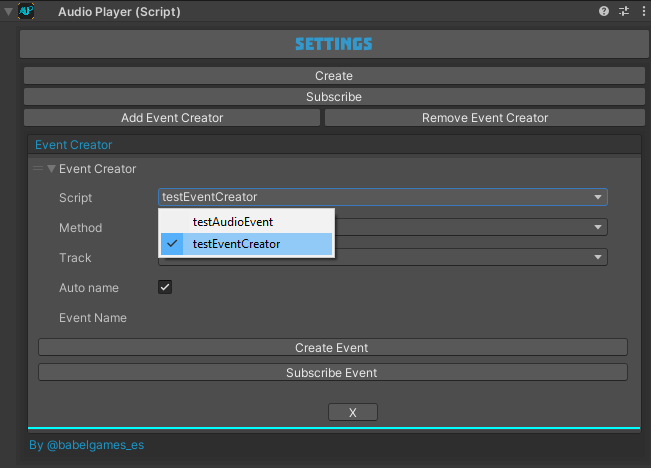 Audio Player (Script)
SETTINGS
Create
Subscribe
Add Event Creator Remove Event Creator
Event Creator
Event Creator
Script testEventCreator
testAudioEvent
Method
testEventCreator
Track
Auto name
Event Name
Create Event
Subscribe Event
X
By @babelgames_es